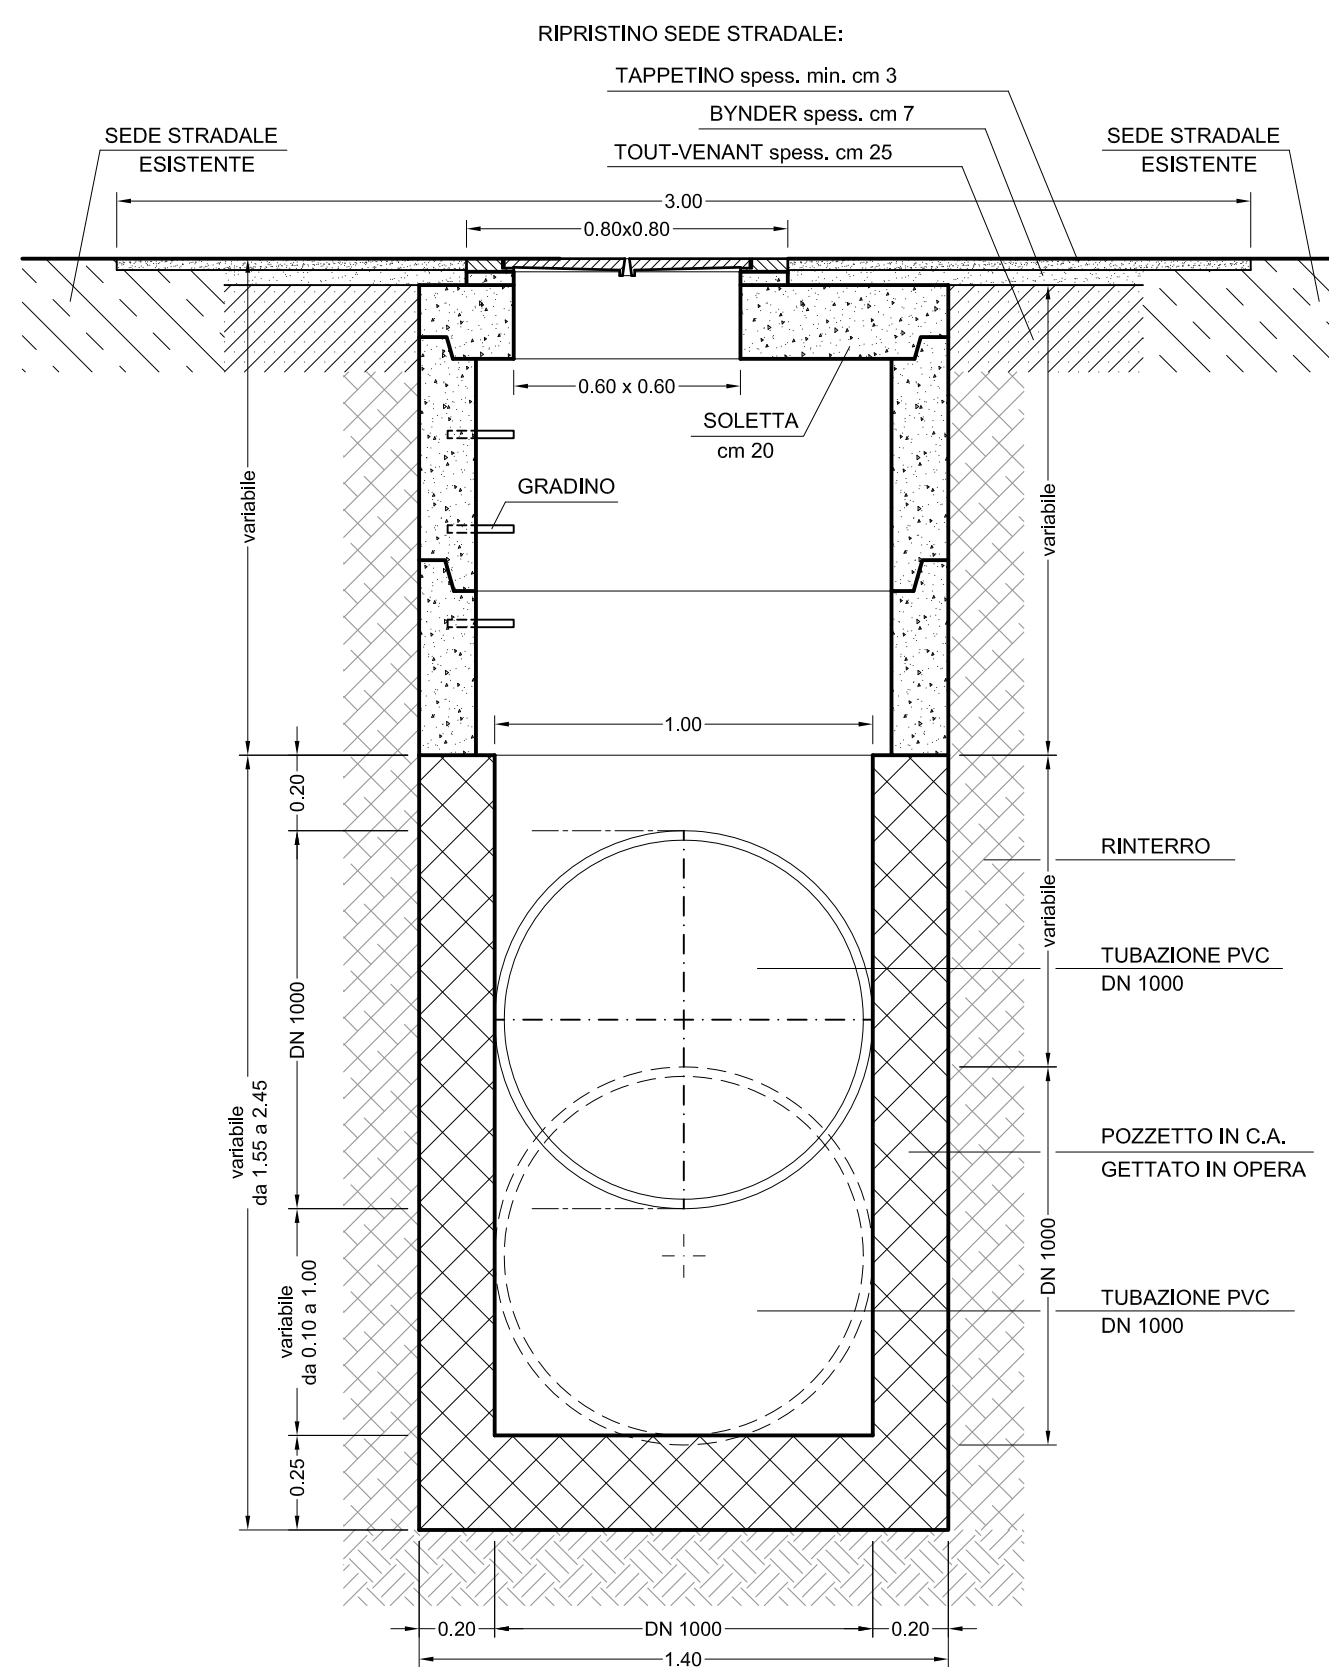 RIPRISTINO SEDE STRADALE:
TAPPETINO spess. min. cm 3
BYNDER spess. cm 7
TOUT-VENANT spess. cm 25
SEDE STRADALE
ESISTENTE
SEDE STRADALE
ESISTENTE
3.00
0.80x0.80
0.60 x 0.60
SOLETTA
cm 20
GRADINO
variabile
variabile
1.00
0.20
RINTERRO
variabile
TUBAZIONE PVC
DN 1000
DN 1000
variabile
da 1.55 a 2.45
POZZETTO IN C.A.
GETTATO IN OPERA
DN 1000
variabile
da 0.10 a 1.00
TUBAZIONE PVC
DN 1000
0.25
0.20
DN 1000
0.20
1.40